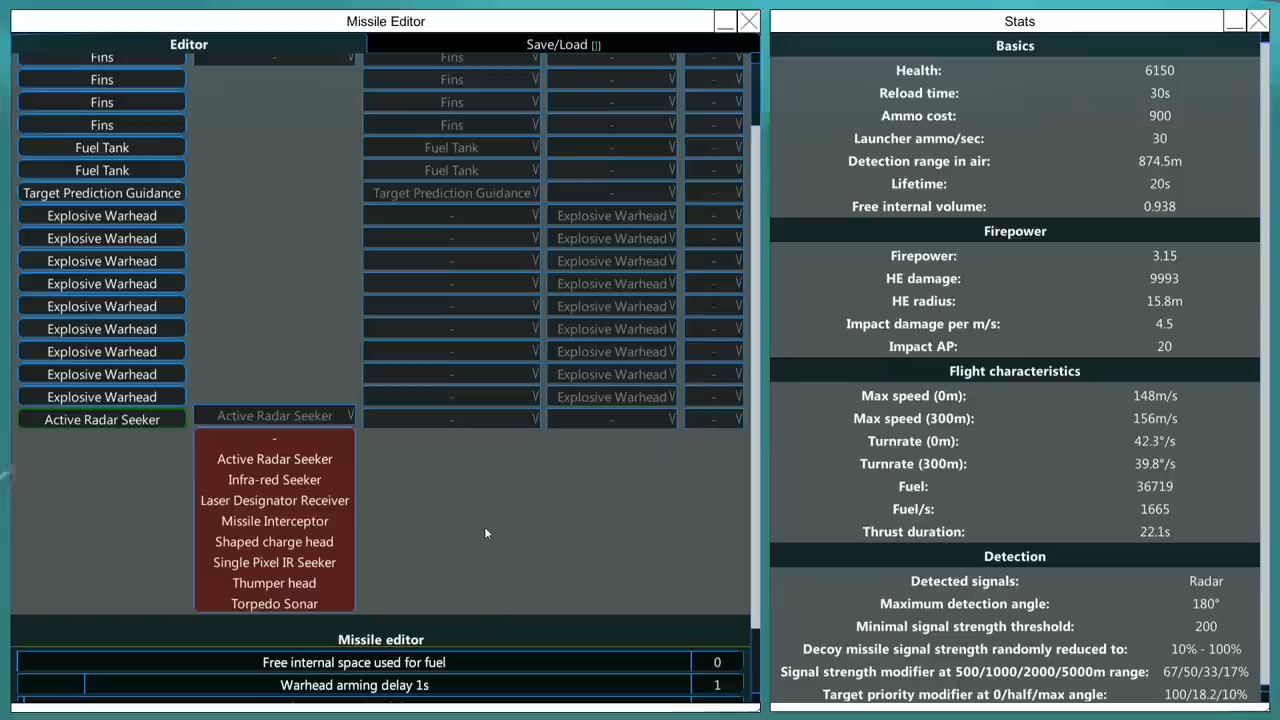 Missile Editor
Editor
Save/Load []]
Fins - Fins - -
Fins Fins - -
Fins Fins - -
Fins Fins - -
Fuel Tank Fuel Tank - -
Fuel Tank Fuel Tank - -
Target Prediction Guidance Target Prediction Guidance - -
Explosive Warhead - Explosive Warhead -
Explosive Warhead - Explosive Warhead -
Explosive Warhead - Explosive Warhead -
Explosive Warhead - Explosive Warhead -
Explosive Warhead - Explosive Warhead -
Explosive Warhead - Explosive Warhead -
Explosive Warhead - Explosive Warhead -
Explosive Warhead - Explosive Warhead -
Explosive Warhead - Explosive Warhead -
Active Radar Seeker Active Radar Seeker - - -
-
Active Radar Seeker
Infra-red Seeker
Laser Designator Receiver
Missile Interceptor
Shaped charge head
Single Pixel IR Seeker
Thumper head
Torpedo Sonar
Missile editor
Free internal space used for fuel 0
Warhead arming delay 1s 1
Stats
Basics
Health: 6150
Reload time: 30s
Ammo cost: 900
Launcher ammo/sec: 30
Detection range in air: 874.5m
Lifetime: 20s
Free internal volume: 0.938
Firepower
Firepower: 3.15
HE damage: 9993
HE radius: 15.8m
Impact damage per m/s: 4.5
Impact AP: 20
Flight characteristics
Max speed (0m): 148m/s
Max speed (300m): 156m/s
Turnrate (0m): 42.3°/s
Turnrate (300m): 39.8°/s
Fuel: 36719
Fuel/s: 1665
Thrust duration: 22.1s
Detection
Detected signals: Radar
Maximum detection angle: 180°
Minimal signal strength threshold: 200
Decoy missile signal strength randomly reduced to: 10% - 100%
Signal strength modifier at 500/1000/2000/5000m range: 67/50/33/17%
Target priority modifier at 0/half/max angle: 100/18.2/10%